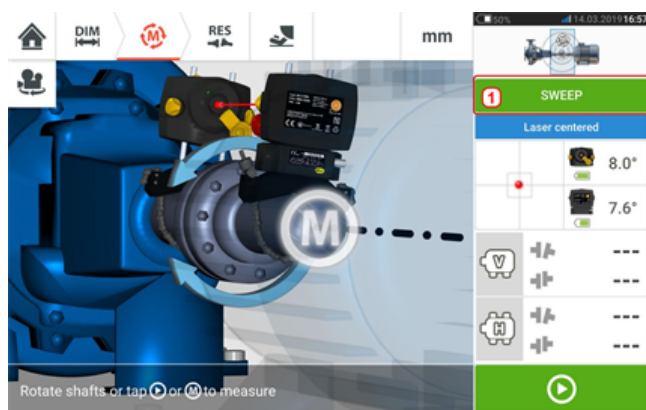 DIM
RES
mm
50%
14.03.2019 16:57
1 SWEEP
Laser centered
8.0°
7.6°
V
---
---
H
---
---
M
Rotate shafts or tap or M to measure